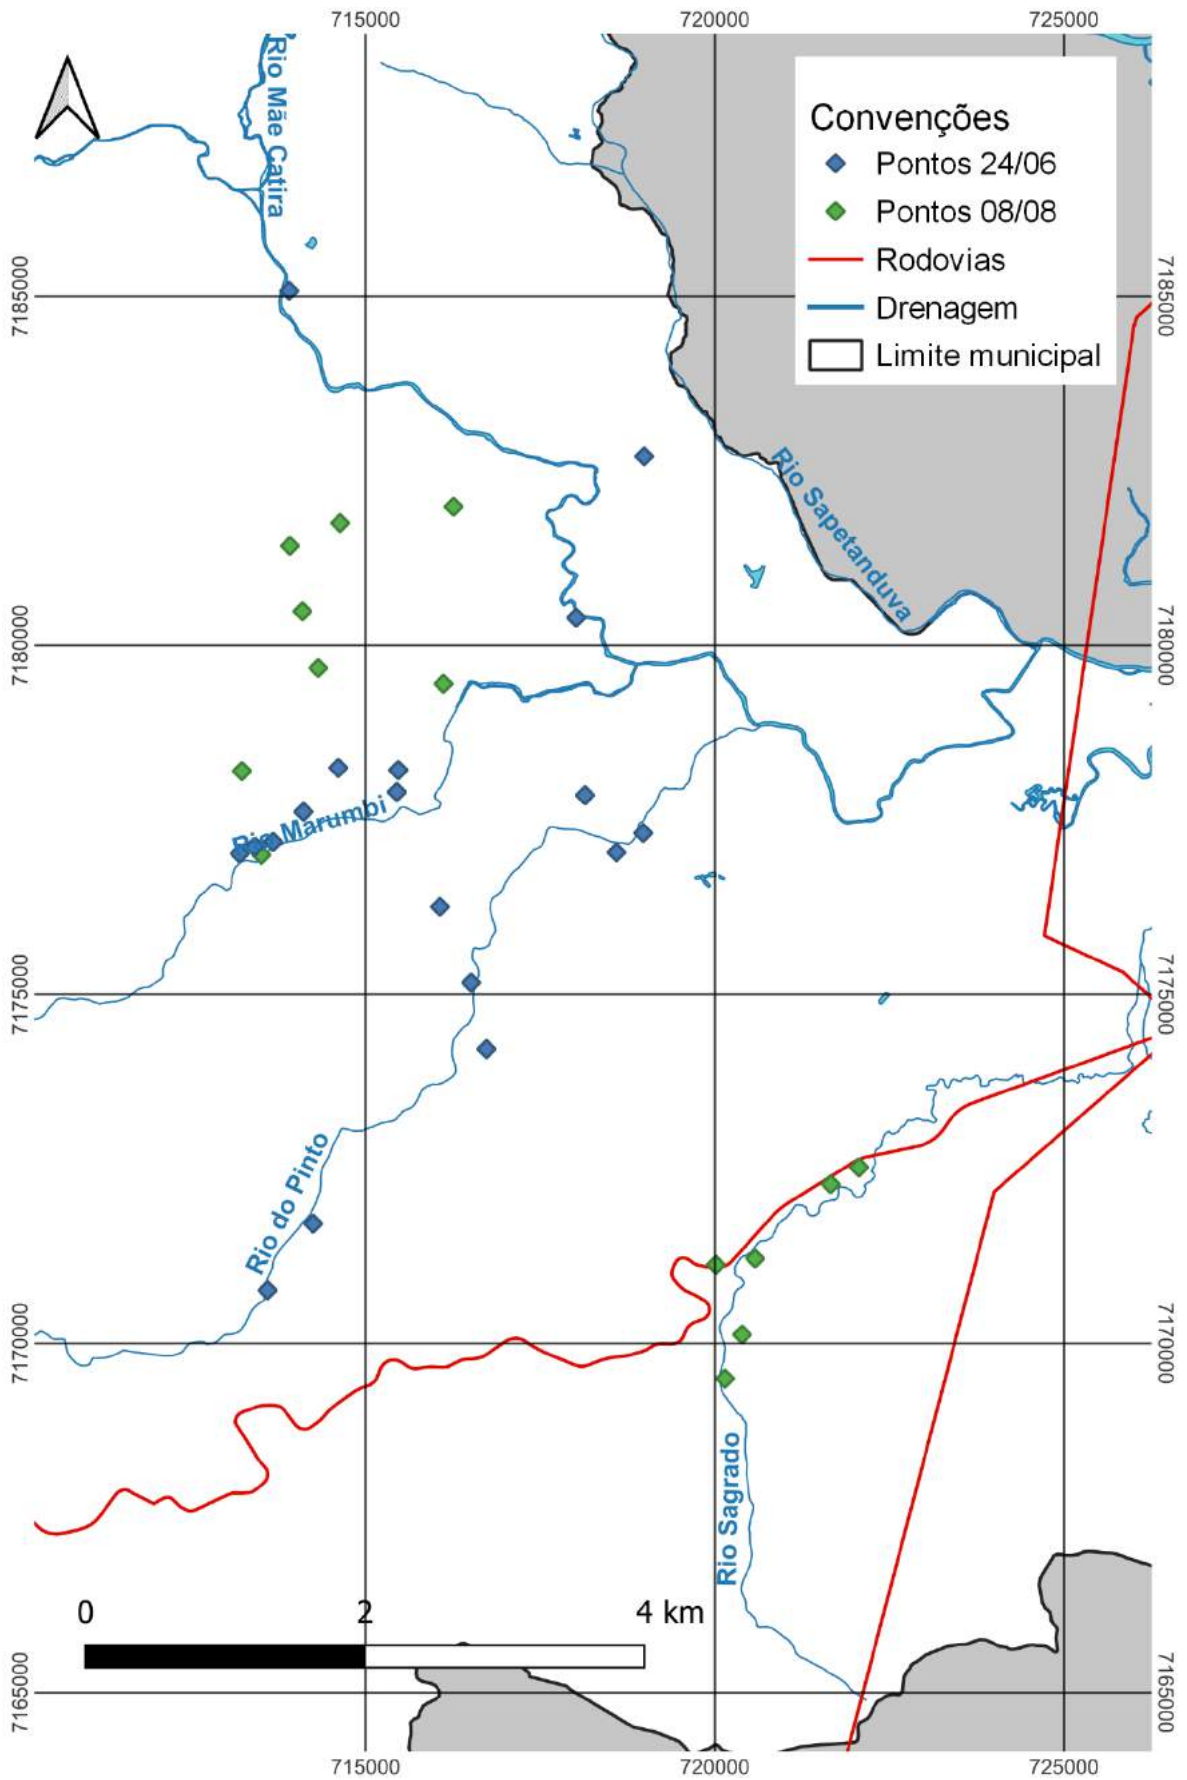 715000
720000
725000
Rio Mãe Catira
Convenções
Pontos 24/06
Pontos 08/08
Rodovias
Drenagem
Limite municipal
7185000
7185000
Rio Sapetanduva
7180000
7180000
Rio Marumbi
7175000
7175000
Rio do Pinto
7170000
7170000
Rio Sagrado
0
2
4 km
7165000
7165000
715000
720000
725000